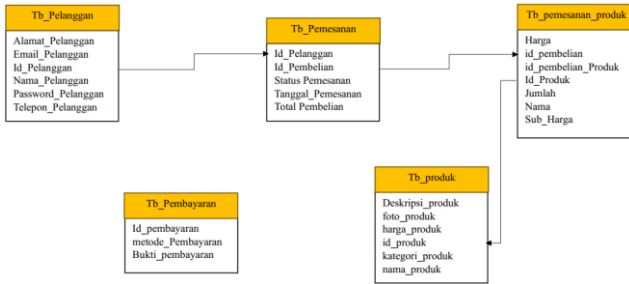 Tb_Pelanggan
Alamat_Pelanggan
Email_Pelanggan
Id_Pelanggan
Nama_Pelanggan
Password_Pelanggan
Telepon_Pelanggan
Tb_Pemesanan
Id_Pelanggan
Id_Pembelian
Status Pemesanan
Tanggal_Pemesanan
Total Pembelian
Tb_pemesanan_produk
Harga
id_pembelian
id_pembelian_Produk
Id_Produk
Jumlah
Nama
Sub_Harga
Tb_Pembayaran
Id_pembayaran
metode_Pembayaran
Bukti_pembayaran
Tb_produk
Deskripsi_produk
foto_produk
harga_produk
id_produk
kategori_produk
nama_produk